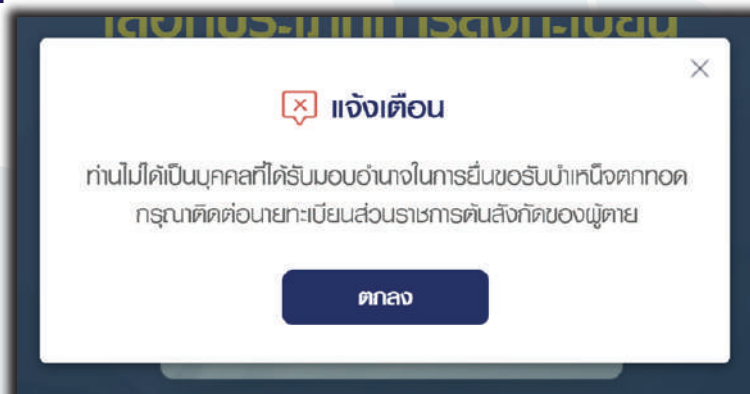 แจ้งเตือน
ท่านไม่ได้เป็นบุคคลที่ได้รับมอบอำนาจในการยื่นขอรับบำเหน็จตกทอด
กรุณาติดต่อนายทะเบียนส่วนราชการต้นสังกัดของผู้ตาย
ตกลง